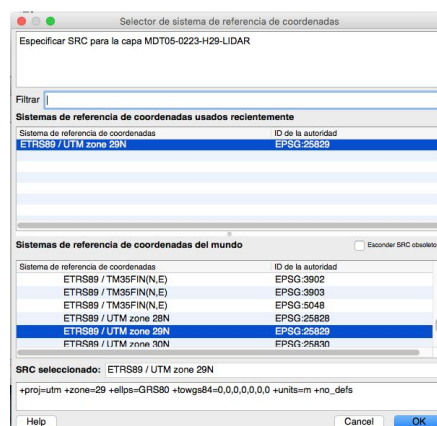 Selector de sistema de referencia de coordenadas
Especificar SRC para la capa MDT05-0223-H29-LIDAR
Filtrar
Sistemas de referencia de coordenadas usados recientemente
Sistema de referencia de coordenadas ID de la autoridad
ETRS89 / UTM zone 29N EPSG:25829
Sistemas de referencia de coordenadas del mundo Esconder SRC obsoleto
Sistema de referencia de coordenadas ID de la autoridad
ETRS89 / TM35FIN(N,E) EPSG:3902
ETRS89 / TM35FIN(N,E) EPSG:3903
ETRS89 / TM35FIN(N,E) EPSG:5048
ETRS89 / UTM zone 28N EPSG:25828
ETRS89 / UTM zone 29N EPSG:25829
ETRS89 / UTM zone 30N EPSG:25830
SRC seleccionado: ETRS89 / UTM zone 29N
+proj=utm +zone=29 +ellps=GRS80 +towgs84=0,0,0,0,0,0,0 +units=m +no_defs
Help Cancel OK